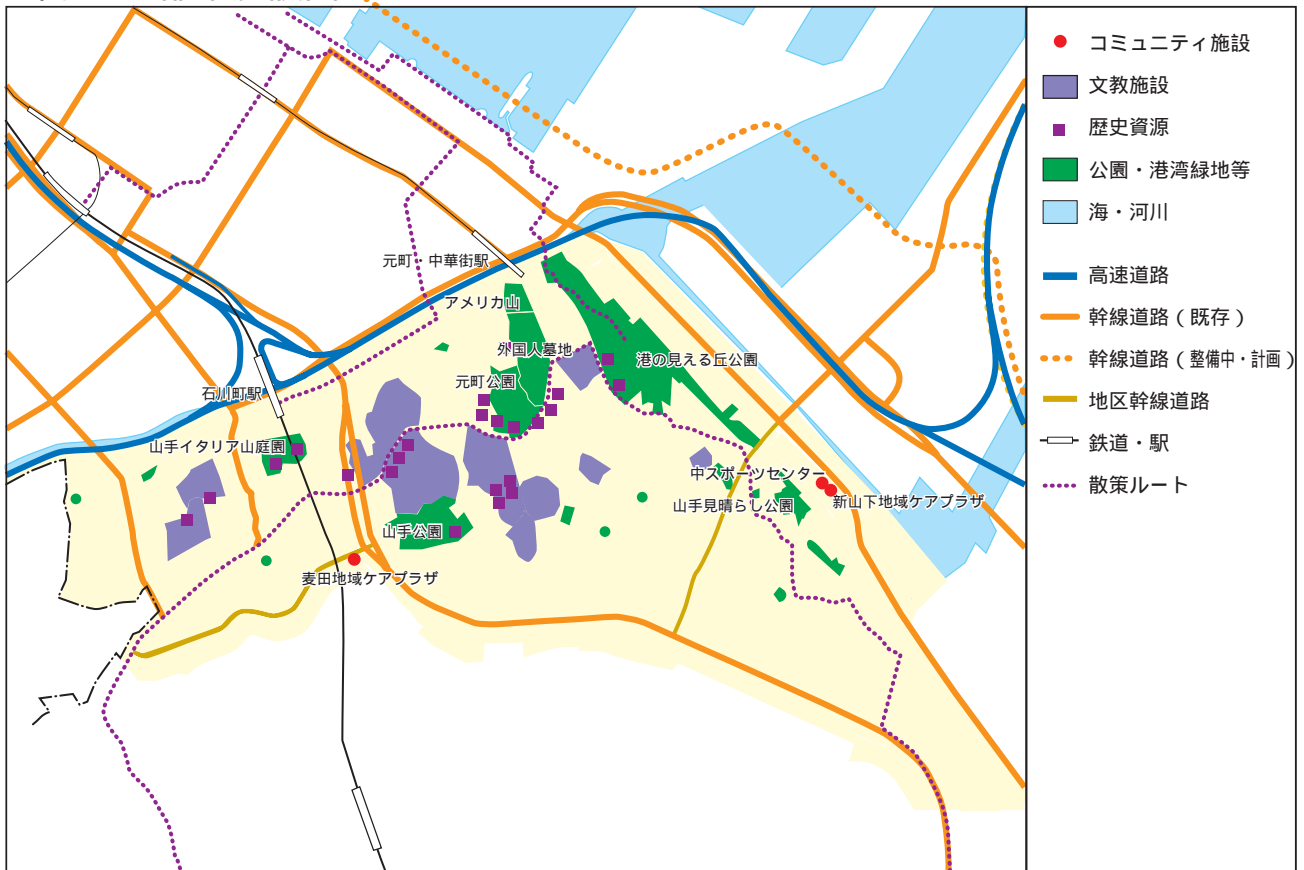 元町・中華街駅
アメリカ山
外国人墓地
港の見える丘公園
元町公園
石川町駅
山手イタリア山庭園
中スポーツセンター
新山下地域ケアプラザ
山手見晴らし公園
山手公園
麦田地域ケアプラザ
コミュニティ施設
文教施設
歴史資源
公園・港湾緑地等
海・河川
高速道路
幹線道路(既存)
幹線道路(整備中・計画)
地区幹線道路
鉄道・駅
散策ルート